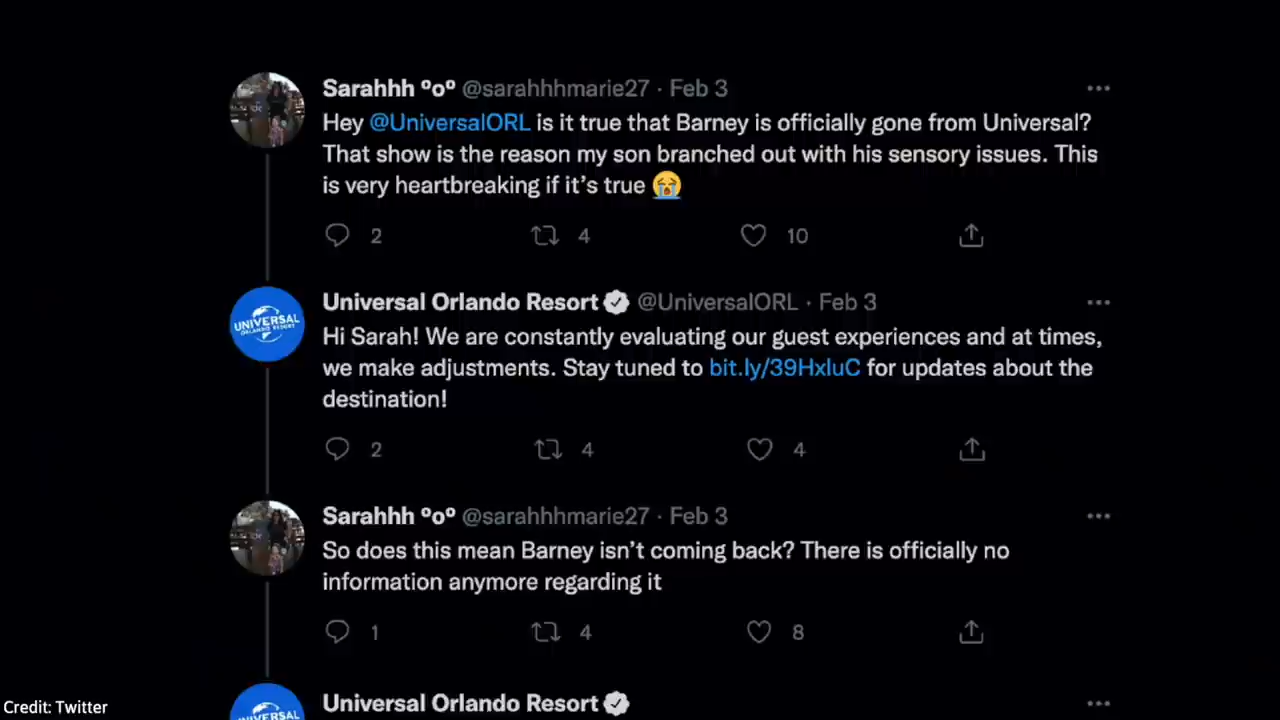 Sarahhh ºoº @sarahhhmarie27 · Feb 3
Hey @UniversalORL is it true that Barney is officially gone from Universal?
That show is the reason my son branched out with his sensory issues. This
is very heartbreaking if it’s true 😭
2 4 10
UNIVERSAL
ORLANDO RESORT
Universal Orlando Resort @UniversalORL · Feb 3
Hi Sarah! We are constantly evaluating our guest experiences and at times,
we make adjustments. Stay tuned to bit.ly/39HxluC for updates about the
destination!
2 4 4
Sarahhh ºoº @sarahhhmarie27 · Feb 3
So does this mean Barney isn’t coming back? There is officially no
information anymore regarding it
1 4 8
UNIVERSAL
Universal Orlando Resort
Credit: Twitter